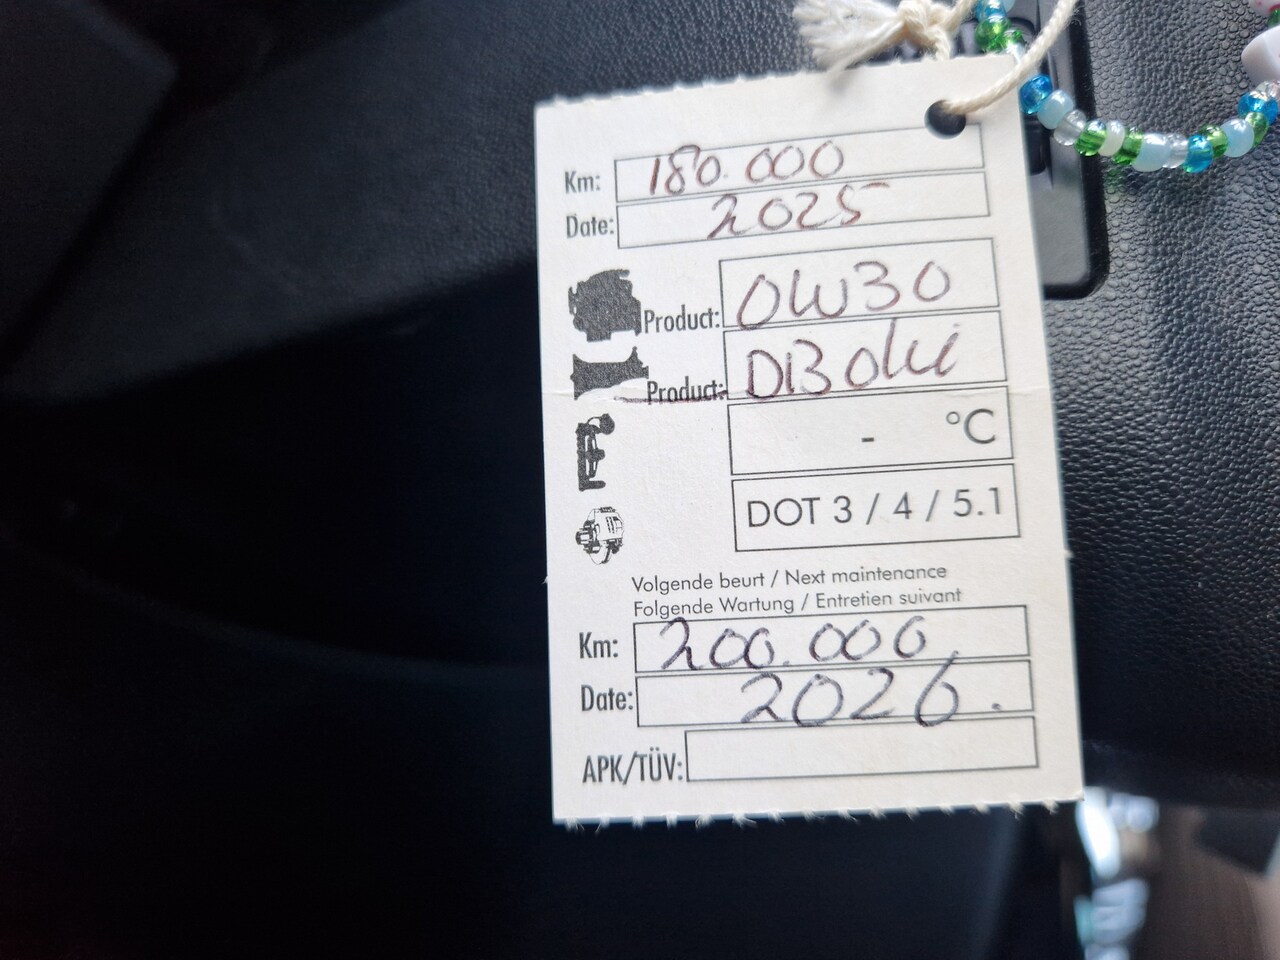 Km: 180.000
Date: 2025
Product: 0W30
Product:
- °C
DOT 3 / 4 / 5.1
Volgende beurt / Next maintenance
Folgende Wartung / Entretien suivant
Km: 200.000
Date: 2026.
APK/TÜV: